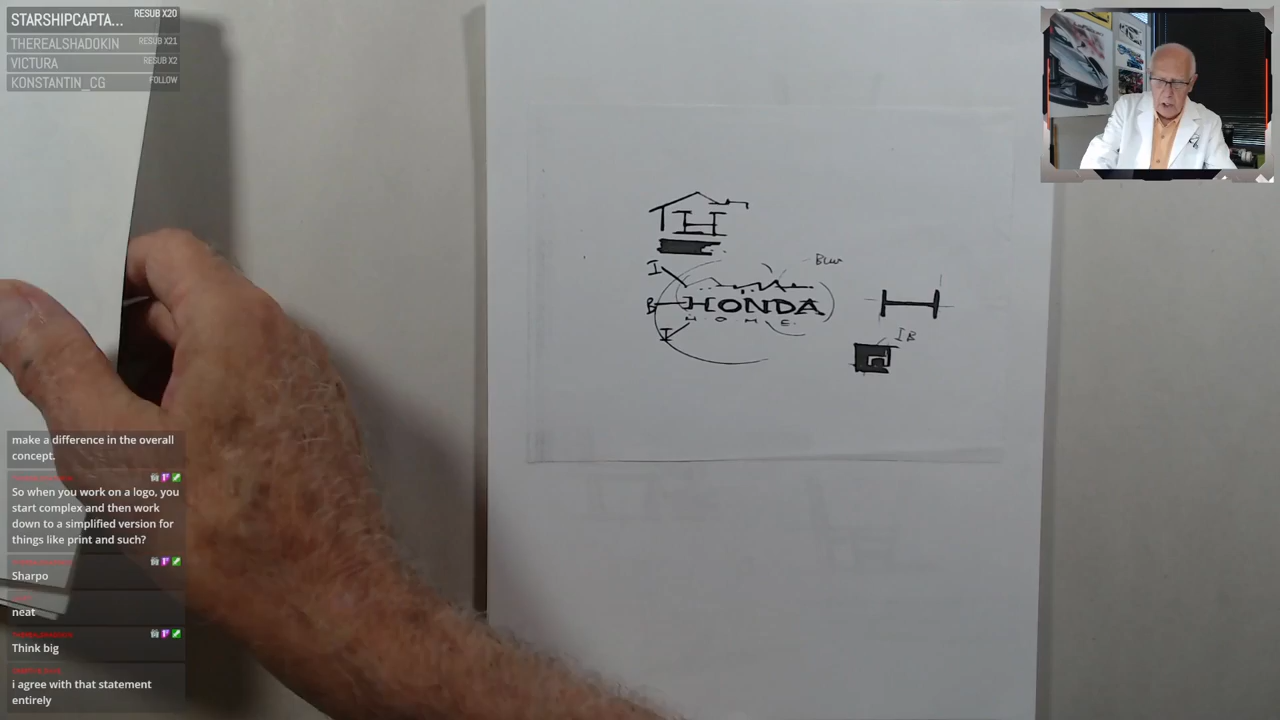 STARSHIPCAPTA... RESUB X20
THEREALSHADOKIN RESUB X21
VICTURA RESUB X2
KONSTANTIN_CG FOLLOW
H
I
Blue
B
HONDA
H O M E
I
H
I B
make a difference in the overall
concept.
So when you work on a logo, you
start complex and then work
down to a simplified version for
things like print and such?
Sharpo
neat
Think big
i agree with that statement
entirely